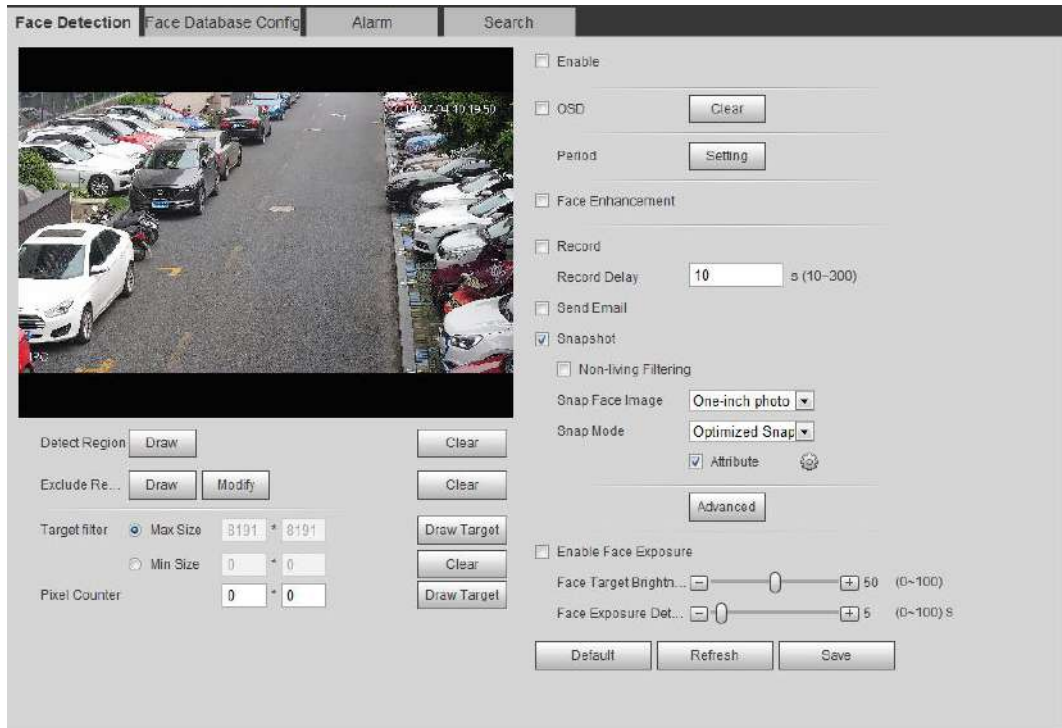 Face Detection Face Database Config Alarm Search
Enable
OSD Clear
Period Setting
Face Enhancement
Record
Record Delay 10 s (10~300)
Send Email
Snapshot
Non-living Filtering
Snap Face Image One-inch photo
Snap Mode Optimized Snap
Attribute
Advanced
Enable Face Exposure
Face Target Brightn... 50 (0~100)
Face Exposure Det... 5 (0~100) S
Default Refresh Save
Detect Region Draw Clear
Exclude Re... Draw Modify Clear
Target filter Max Size 8191 * 8191 Draw Target
Min Size 0 * 0 Clear
Pixel Counter 0 * 0 Draw Target